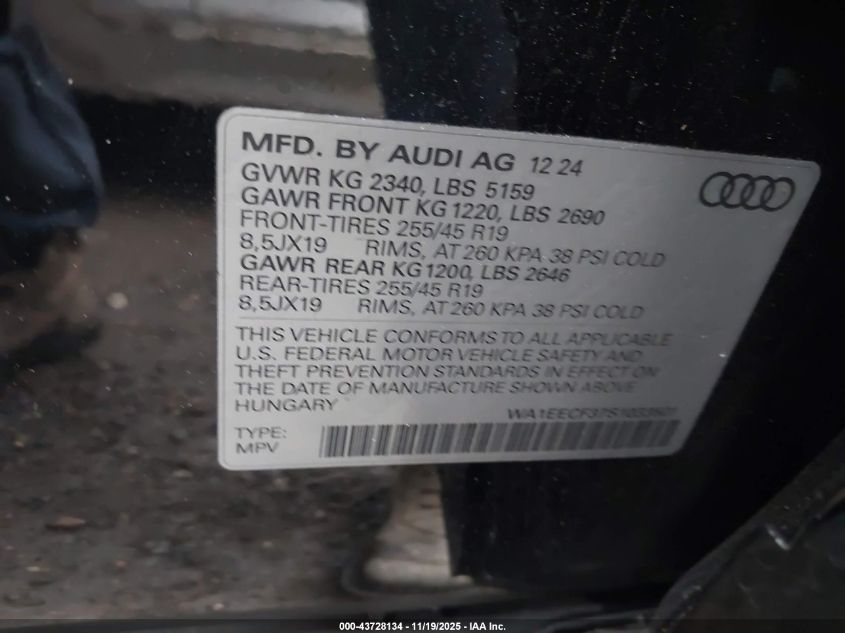 MFD. BY AUDI AG 12 24
GVWR KG 2340, LBS 5159
GAWR FRONT KG 1220, LBS 2690
FRONT-TIRES 255/45 R19
8,5JX19 RIMS, AT 260 KPA 38 PSI COLD
GAWR REAR KG 1200, LBS 2646
REAR-TIRES 255/45 R19
8,5JX19 RIMS, AT 260 KPA 38 PSI COLD
THIS VEHICLE CONFORMS TO ALL APPLICABLE
U.S. FEDERAL MOTOR VEHICLE SAFETY AND
THEFT PREVENTION STANDARDS IN EFFECT ON
THE DATE OF MANUFACTURE SHOWN ABOVE
HUNGARY
TYPE:
MPV
000-43728134 - 11/19/2025 - IAA Inc.